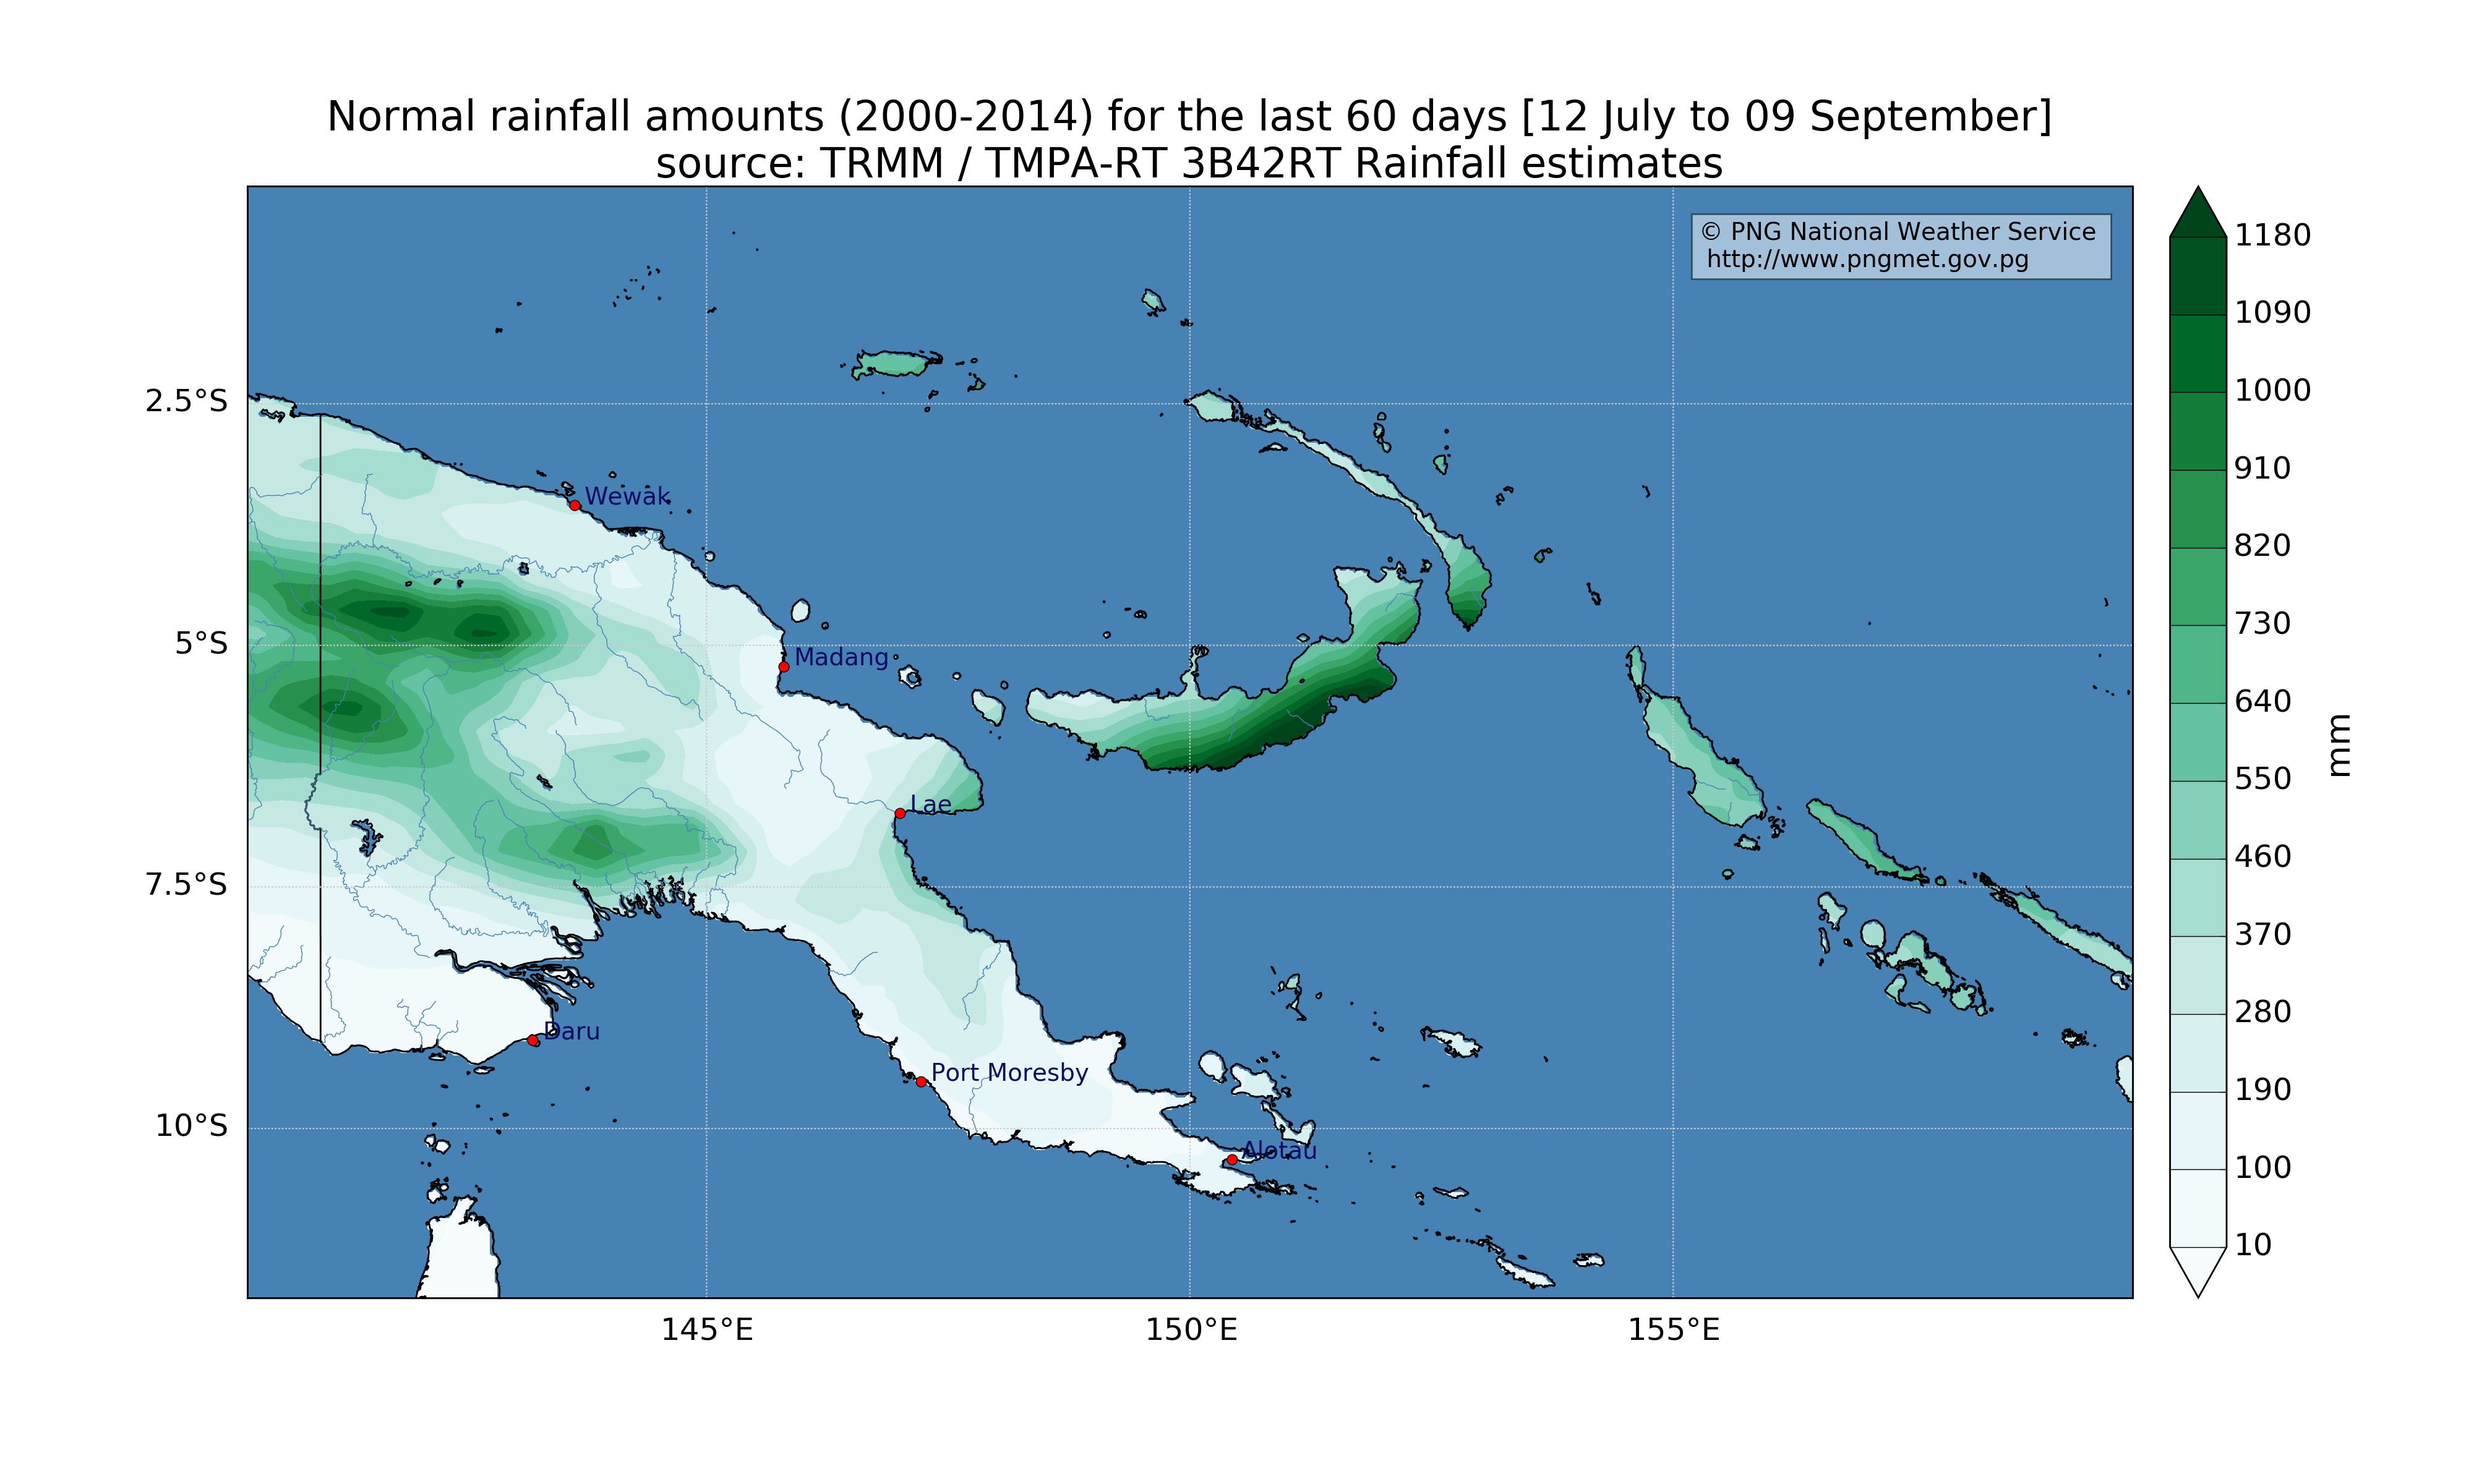 Normal rainfall amounts (2000-2014) for the last 60 days [12 July to 09 September]
source: TRMM / TMPA-RT 3B42RT Rainfall estimates
© PNG National Weather Service
http://www.pngmet.gov.pg
2.5°S
5°S
7.5°S
10°S
Wewak
Madang
Lae
Daru
Port Moresby
Alotau
145°E
150°E
155°E
1180
1090
1000
910
820
730
640
550
460
370
280
190
100
10
mm